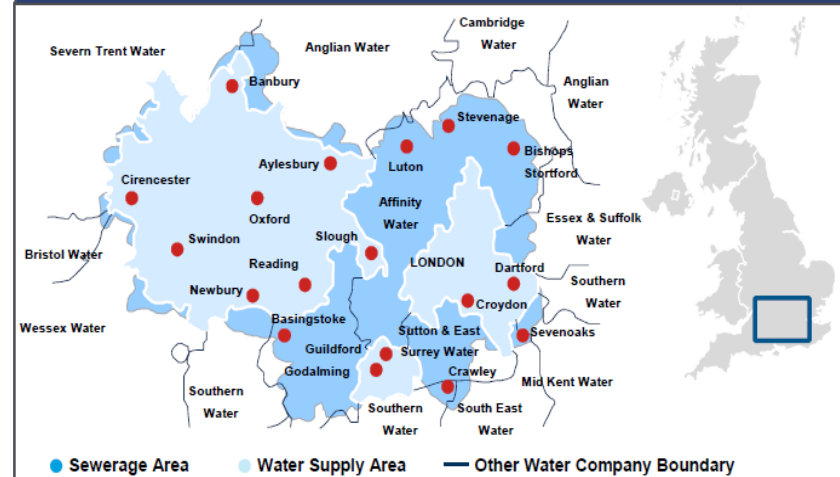 Cambridge
Water
Severn Trent Water
Anglian Water
Anglian
Water
Banbury
Stevenage
Aylesbury
Luton
Bishops
Stortford
Cirencester
Affinity
Water
Oxford
Essex & Suffolk
Water
Swindon
Slough
Bristol Water
Reading
LONDON
Dartford
Southern
Water
Newbury
Croydon
Wessex Water
Basingstoke
Sutton & East
Surrey Water
Sevenoaks
Guildford
Godalming
Crawley
Mid Kent Water
Southern
Water
Southern
Water
South East
Water
Sewerage Area
Water Supply Area
Other Water Company Boundary